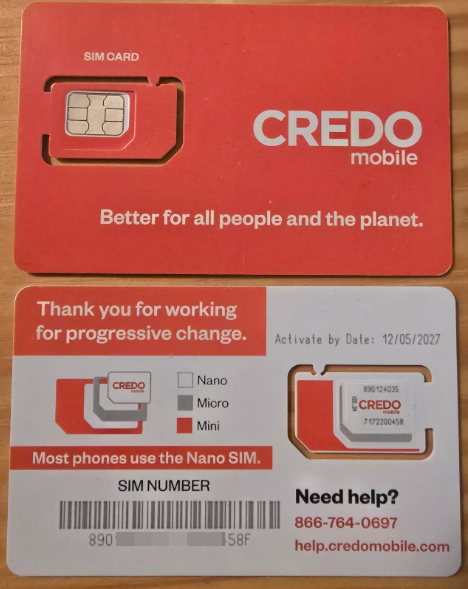 SIM CARD
CREDO
mobile
Better for all people and the planet.
Thank you for working
for progressive change.
Activate by Date: 12/05/2027
CREDO
mobile
Nano
Micro
Mini
890124035
CREDO
mobile
7172200458
Most phones use the Nano SIM.
SIM NUMBER
890
458F
Need help?
866-764-0697
help.credomobile.com